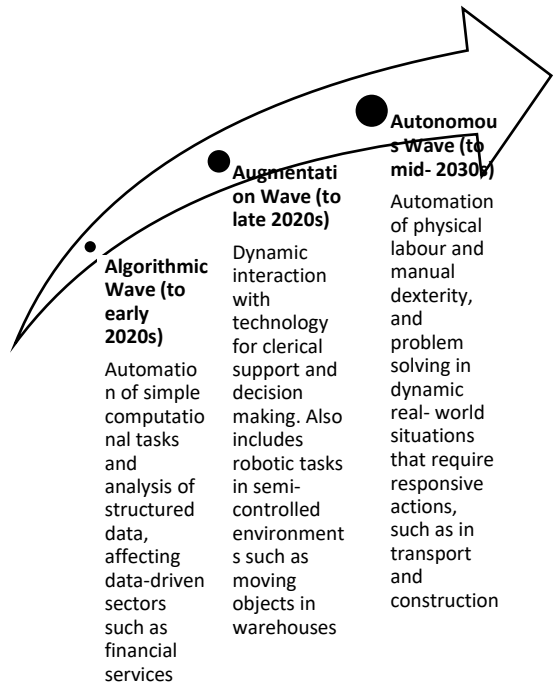 Algorithmic
Wave (to
early
2020s)
Automatio
n of simple
computatio
nal tasks
and
analysis of
structured
data,
affecting
data-driven
sectors
such as
financial
services
Augmentati
on Wave (to
late 2020s)
Dynamic
interaction
with
technology
for clerical
support and
decision
making. Also
includes
robotic tasks
in semi-
controlled
environment
s such as
moving
objects in
warehouses
Autonomou
s Wave (to
mid- 2030s)
Automation
of physical
labour and
manual
dexterity,
and
problem
solving in
dynamic
real- world
situations
that require
responsive
actions,
such as in
transport
and
construction